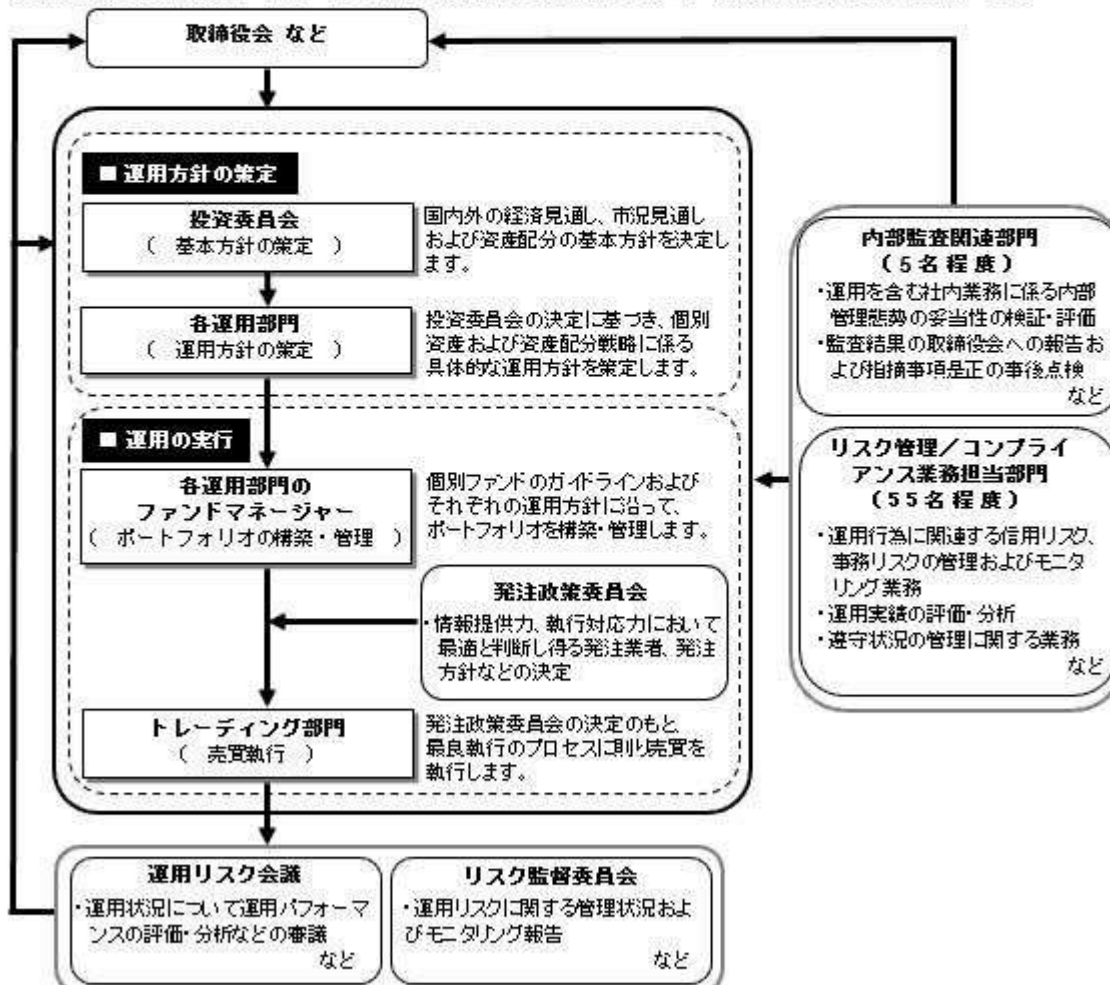 取締役会 など
■ 運用方針の策定
投資委員会
（ 基本方針の策定 ）
国内外の経済見通し、市況見通し
および資産配分の基本方針を決定し
ます。
各運用部門
（ 運用方針の策定 ）
投資委員会の決定に基づき、個別
資産および資産配分戦略に係る
具体的な運用方針を策定します。
■ 運用の実行
各運用部門の
ファンドマネージャー
（ ポートフォリオの構築・管理 ）
個別ファンドのガイドラインおよび
それぞれの運用方針に沿って、
ポートフォリオを構築・管理します。
発注政策委員会
・情報提供力、執行対応力において
最適と判断し得る発注業者、発注
方針などの決定
トレーディング部門
（ 売買執行 ）
発注政策委員会の決定のもと、
最良執行のプロセスに則り売買を
執行します。
内部監査関連部門
（５名程度）
・運用を含む社内業務に係る内部
管理態勢の妥当性の検証・評価
・監査結果の取締役会への報告お
よび指摘事項是正の事後点検
など
リスク管理／コンプライ
アンス業務担当部門
（５５名程度）
・運用行為に関連する信用リスク、
事務リスクの管理およびモニタ
リング業務
・運用実績の評価・分析
・遵守状況の管理に関する業務
など
運用リスク会議
・運用状況について運用パフォーマ
ンスの評価・分析などの審議
など
リスク監督委員会
・運用リスクに関する管理状況およ
びモニタリング報告
など